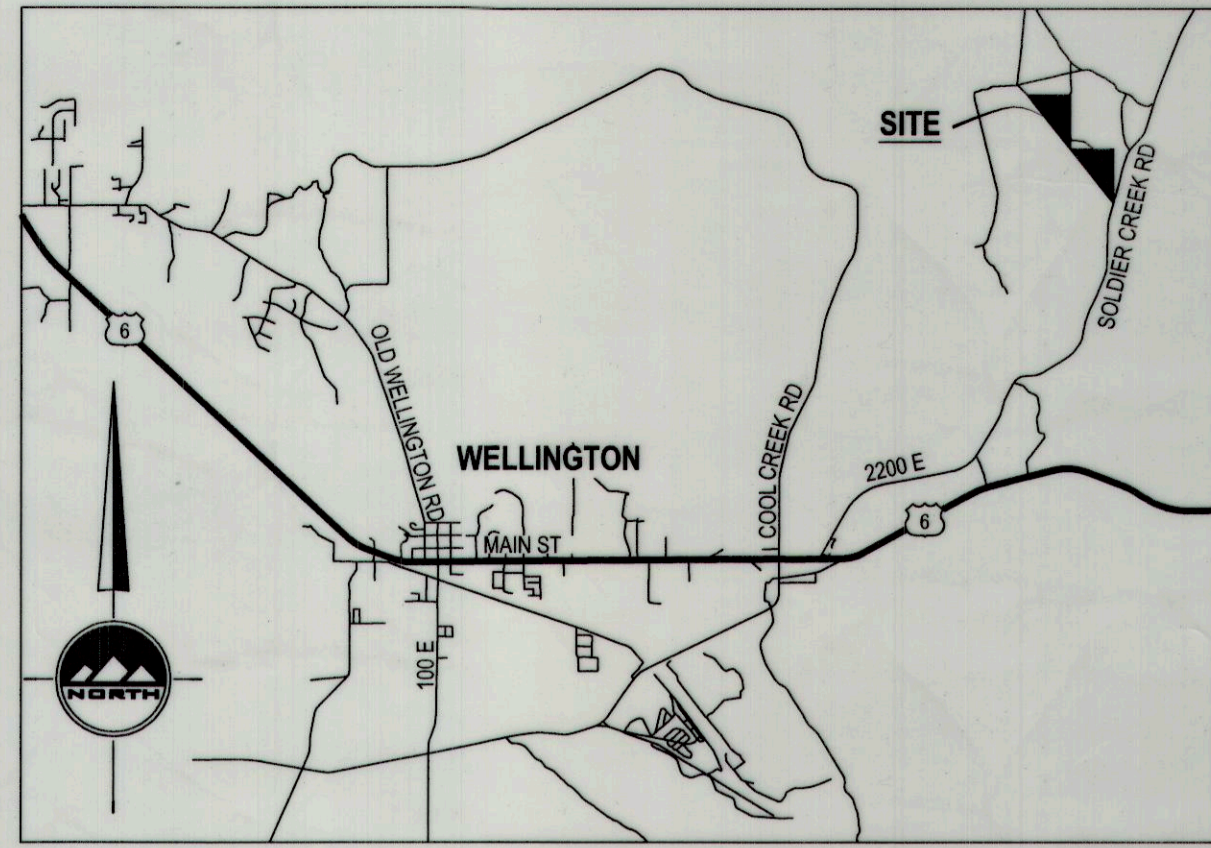 SITE
SOLDIER CREEK RD
6
OLD WELLINGTON RD
WELLINGTON
COOL CREEK RD
2200 E
6
MAIN ST
100 E
NORTH